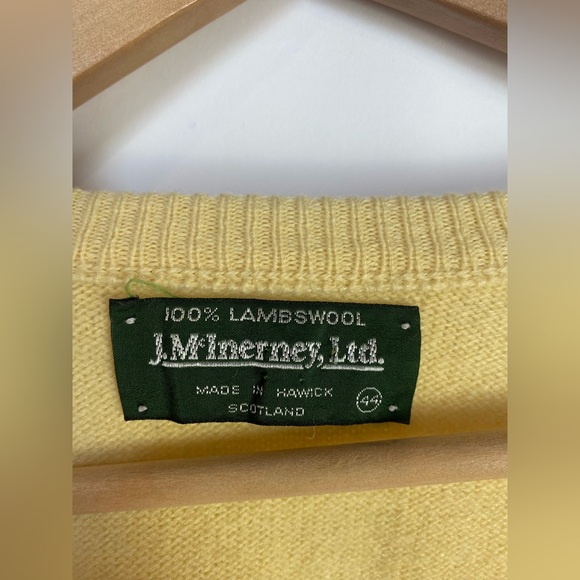 100% LAMBSWOOL
J. McInerney, Ltd.
MADE IN HAWICK
SCOTLAND 44